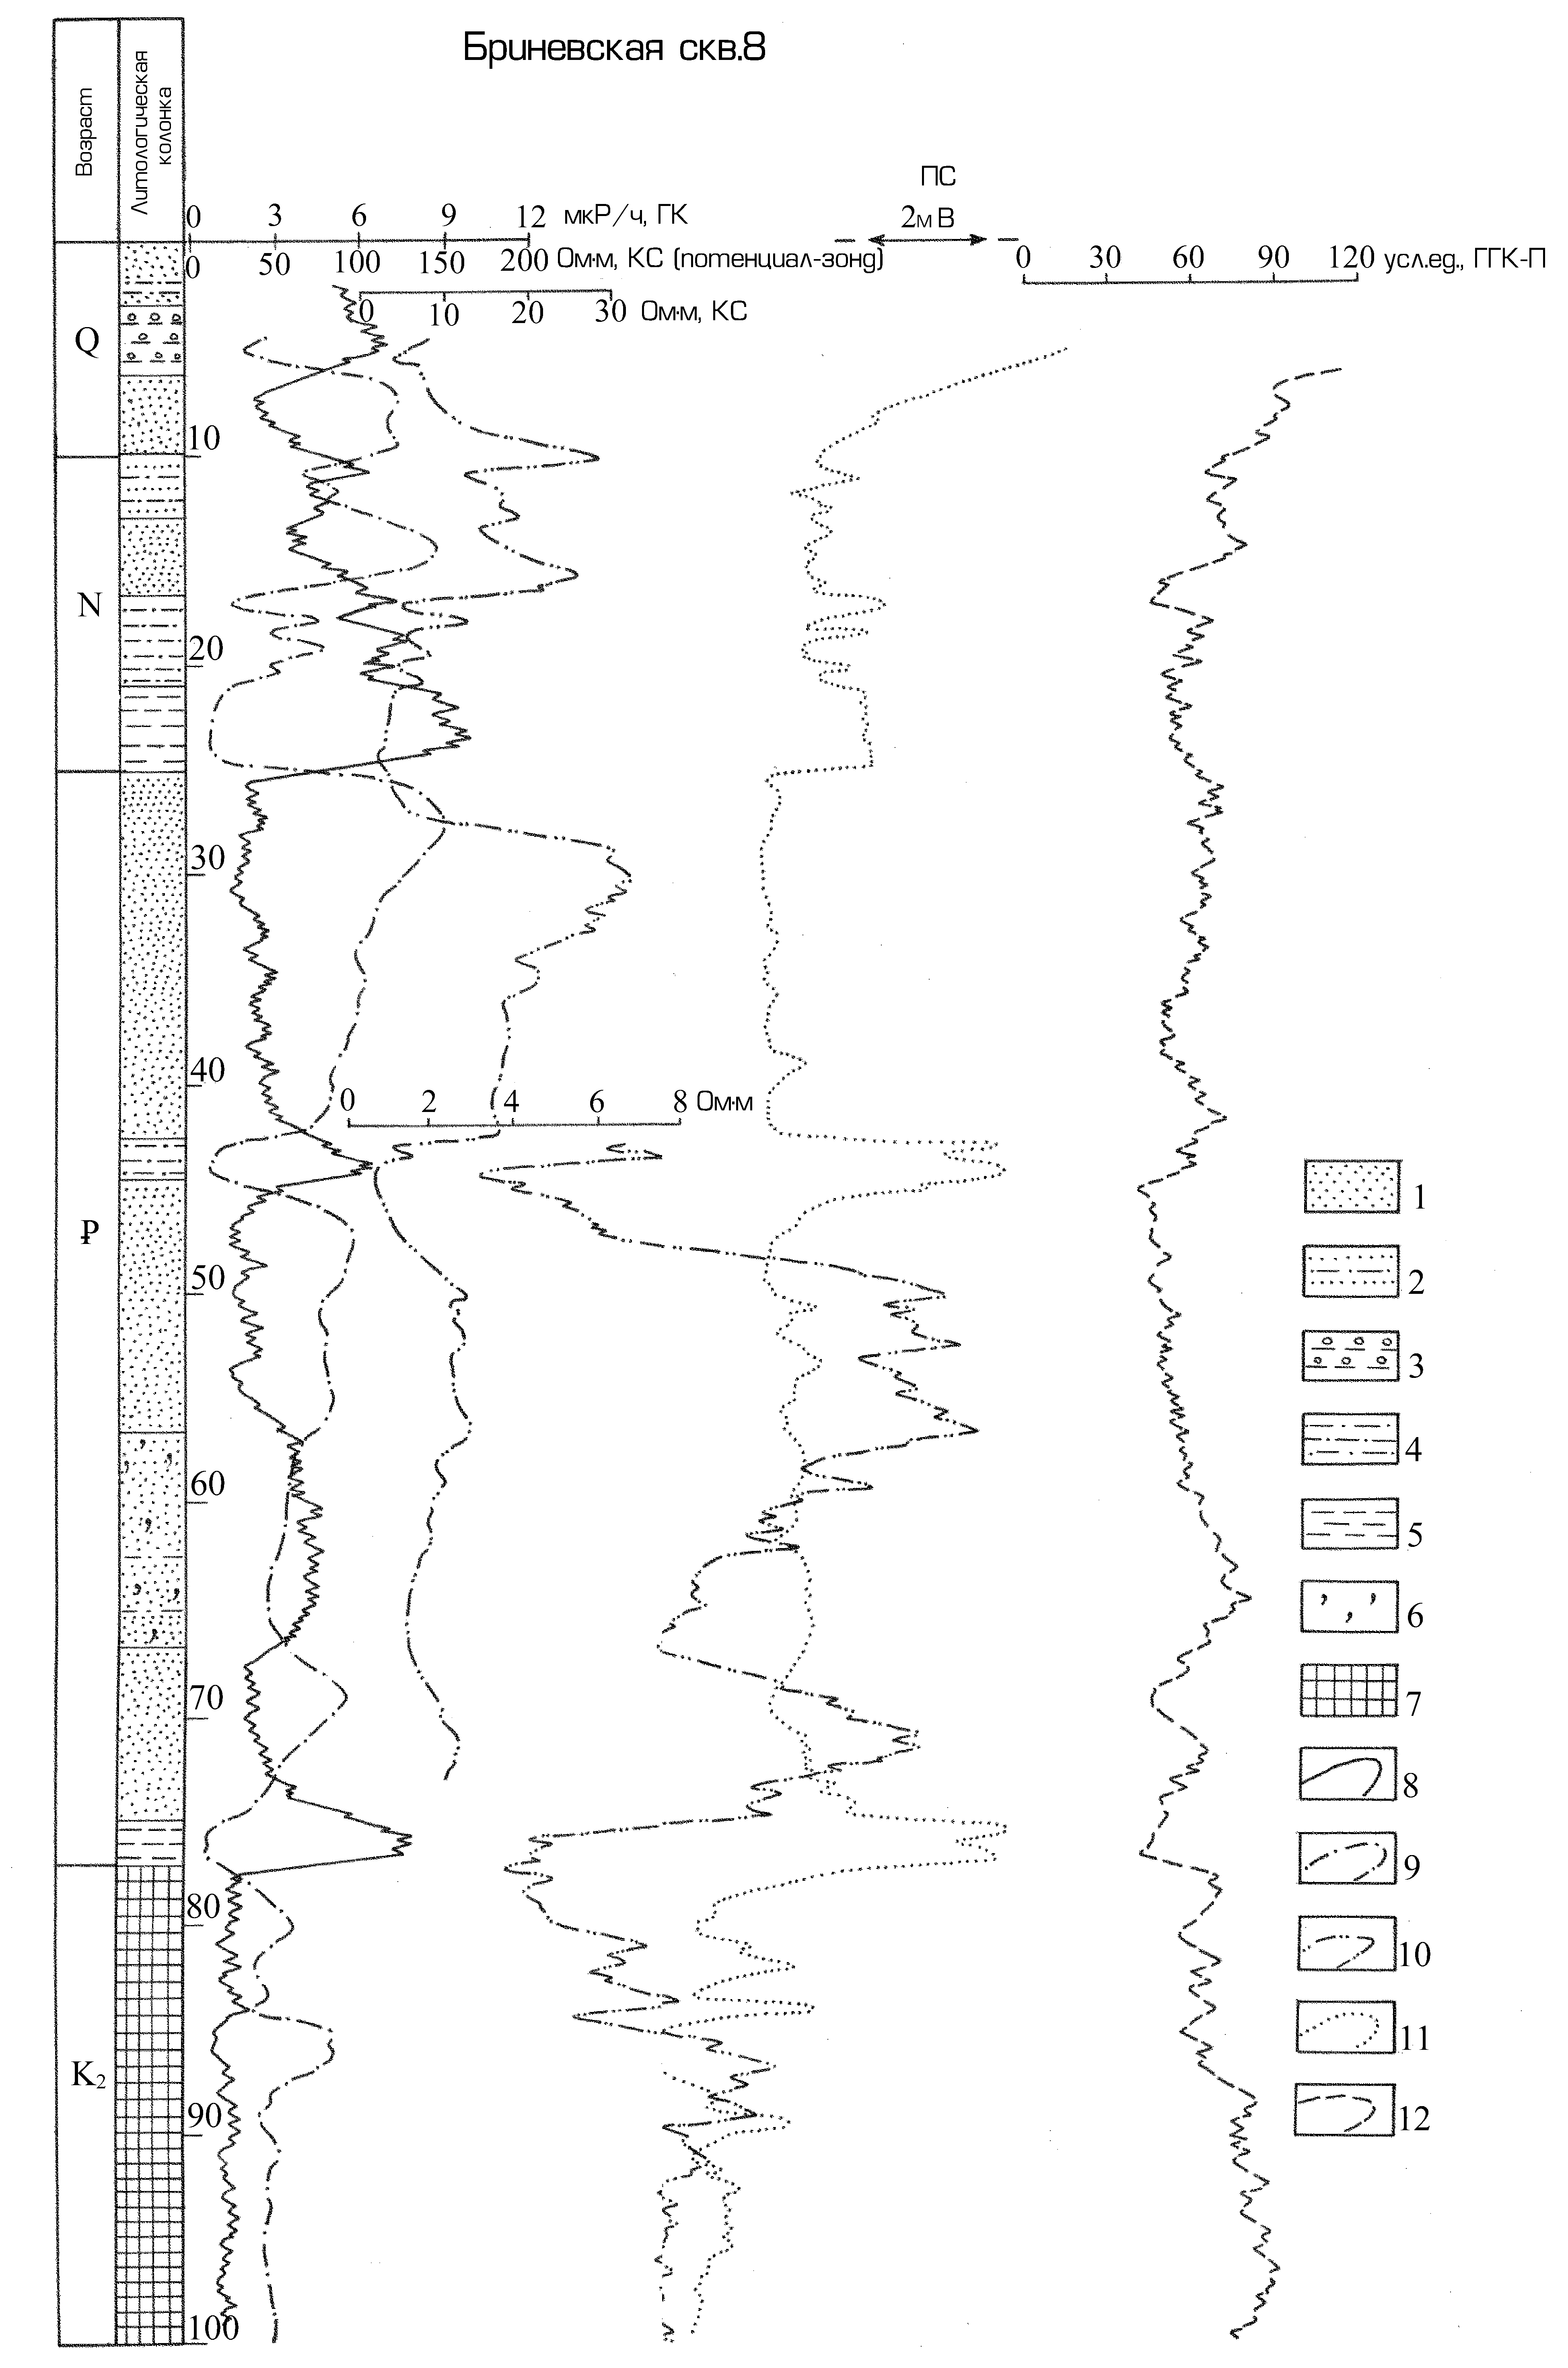 Бриневская скв.8
Возраст
Литологическая
колонка
ПС
0 3 6 9 12 мкР/ч, ГК
2мВ
0 50 100 150 200 Ом·м, КС (потенциал-зонд)
0 30 60 90 120 усл.ед., ГГК-П
0 10 20 30 Ом·м, КС
Q
10
N
20
30
40
0 2 4 6 8 Ом·м
1
₽
2
50
3
4
60
5
6
70
7
8
9
80
10
11
K₂
90
12
100